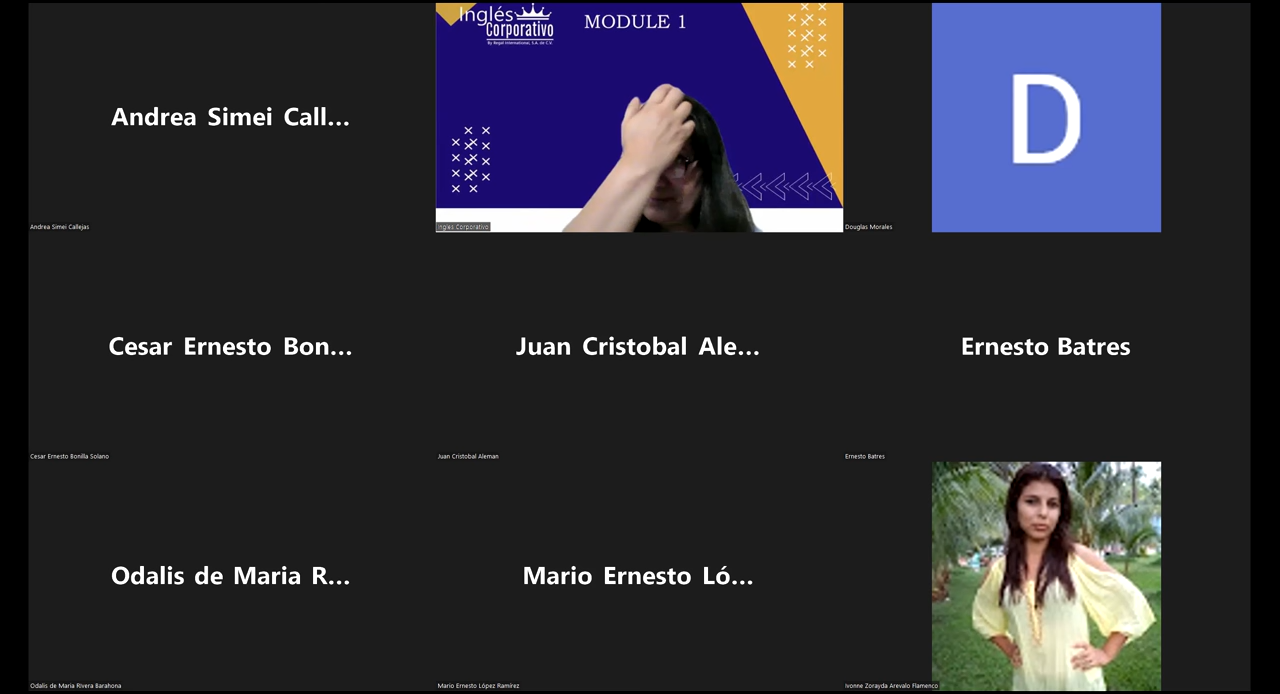 Andrea Simei Call...
Andrea Simei Callejas
Inglés
Corporativo
By Regal International, S.A. de C.V.
MODULE 1
Inglés Corporativo
D
Douglas Morales
Cesar Ernesto Bon...
Cesar Ernesto Bonilla Solano
Juan Cristobal Ale...
Juan Cristobal Aleman
Ernesto Batres
Ernesto Batres
Odalis de Maria R...
Odalis de Maria Rivera Barahona
Mario Ernesto Ló...
Mario Ernesto López Ramírez
Ivonne Zorayda Arevalo Flamenco